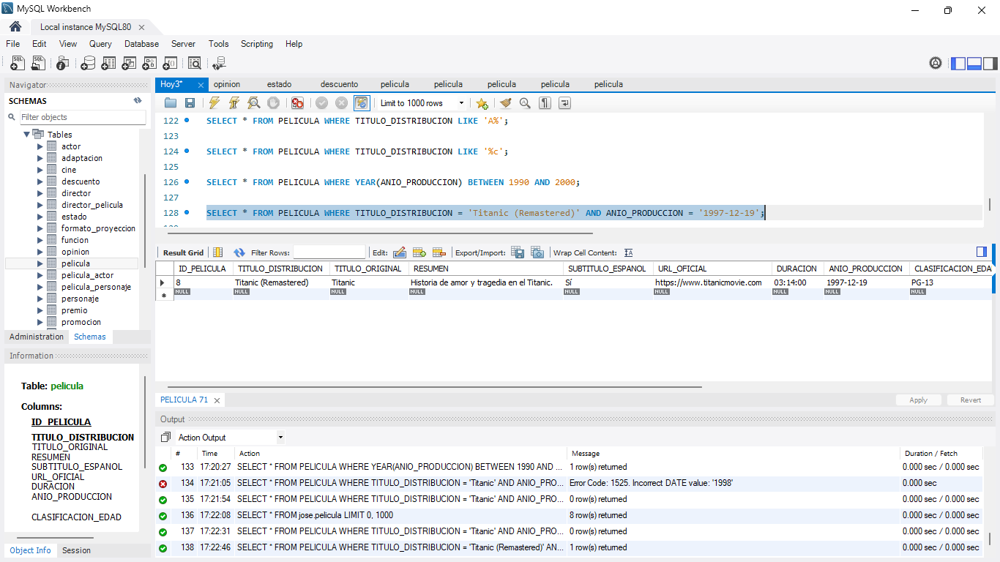 MySQL Workbench
Local instance MySQL80
File Edit View Query Database Server Tools Scripting Help
Navigator
SCHEMAS
Filter objects
Tables
actor
adaptacion
cine
descuento
director
director_pelicula
estado
formato_proyeccion
funcion
opinion
pelicula
pelicula_actor
pelicula_personaje
personaje
premio
promocion
Administration Schemas
Information
Table: pelicula
Columns:
ID_PELICULA
TITULO_DISTRIBUCION
TITULO_ORIGINAL
RESUMEN
SUBTITULO_ESPANOL
URL_OFICIAL
DURACION
ANIO_PRODUCCION
CLASIFICACION_EDAD
Object Info Session
Hoy3* opinion estado descuento pelicula pelicula pelicula pelicula pelicula
Limit to 1000 rows
122 SELECT * FROM PELICULA WHERE TITULO_DISTRIBUCION LIKE 'A%';
123
124 SELECT * FROM PELICULA WHERE TITULO_DISTRIBUCION LIKE '%c';
125
126 SELECT * FROM PELICULA WHERE YEAR(ANIO_PRODUCCION) BETWEEN 1990 AND 2000;
127
128 SELECT * FROM PELICULA WHERE TITULO_DISTRIBUCION = 'Titanic (Remastered)' AND ANIO_PRODUCCION = '1997-12-19';
Result Grid Filter Rows: Edit: Export/Import: Wrap Cell Content:
ID_PELICULA TITULO_DISTRIBUCION TITULO_ORIGINAL RESUMEN SUBTITULO_ESPANOL URL_OFICIAL DURACION ANIO_PRODUCCION CLASIFICACION_EDA
8 Titanic (Remastered) Titanic Historia de amor y tragedia en el Titanic. Sí https://www.titanicmovie.com 03:14:00 1997-12-19 PG-13
NULL NULL NULL NULL NULL NULL NULL NULL NULL
PELICULA 71
Apply Revert
Output
Action Output
# Time Action Message Duration / Fetch
133 17:20:27 SELECT * FROM PELICULA WHERE YEAR(ANIO_PRODUCCION) BETWEEN 1990 AND ... 1 row(s) returned 0.000 sec / 0.000 sec
134 17:21:05 SELECT * FROM PELICULA WHERE TITULO_DISTRIBUCION = 'Titanic' AND ANIO_PRO... Error Code: 1525. Incorrect DATE value: '1998' 0.000 sec
135 17:21:54 SELECT * FROM PELICULA WHERE TITULO_DISTRIBUCION = 'Titanic' AND ANIO_PRO... 0 row(s) returned 0.000 sec / 0.000 sec
136 17:22:08 SELECT * FROM jose.pelicula LIMIT 0, 1000 8 row(s) returned 0.000 sec / 0.000 sec
137 17:22:31 SELECT * FROM PELICULA WHERE TITULO_DISTRIBUCION = 'Titanic' AND ANIO_PRO... 0 row(s) returned 0.000 sec / 0.000 sec
138 17:22:46 SELECT * FROM PELICULA WHERE TITULO_DISTRIBUCION = 'Titanic (Remastered)' AN... 1 row(s) returned 0.000 sec / 0.000 sec